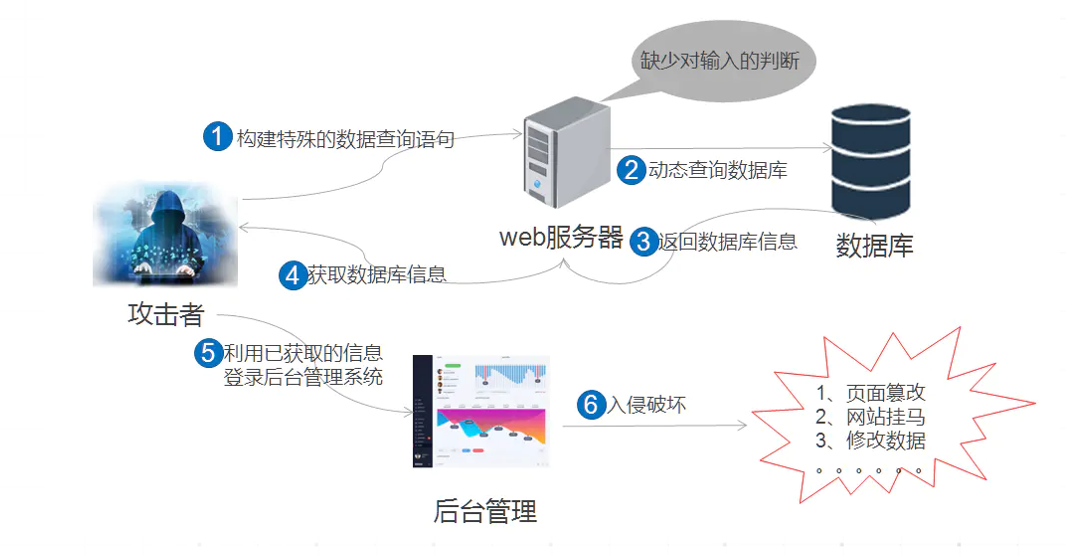 缺少对输入的判断
1 构建特殊的数据查询语句
2 动态查询数据库
web服务器
3 返回数据库信息
数据库
4 获取数据库信息
攻击者
5 利用已获取的信息
登录后台管理系统
6 入侵破坏
1、页面篡改
2、网站挂马
3、修改数据
。。。。。。
后台管理